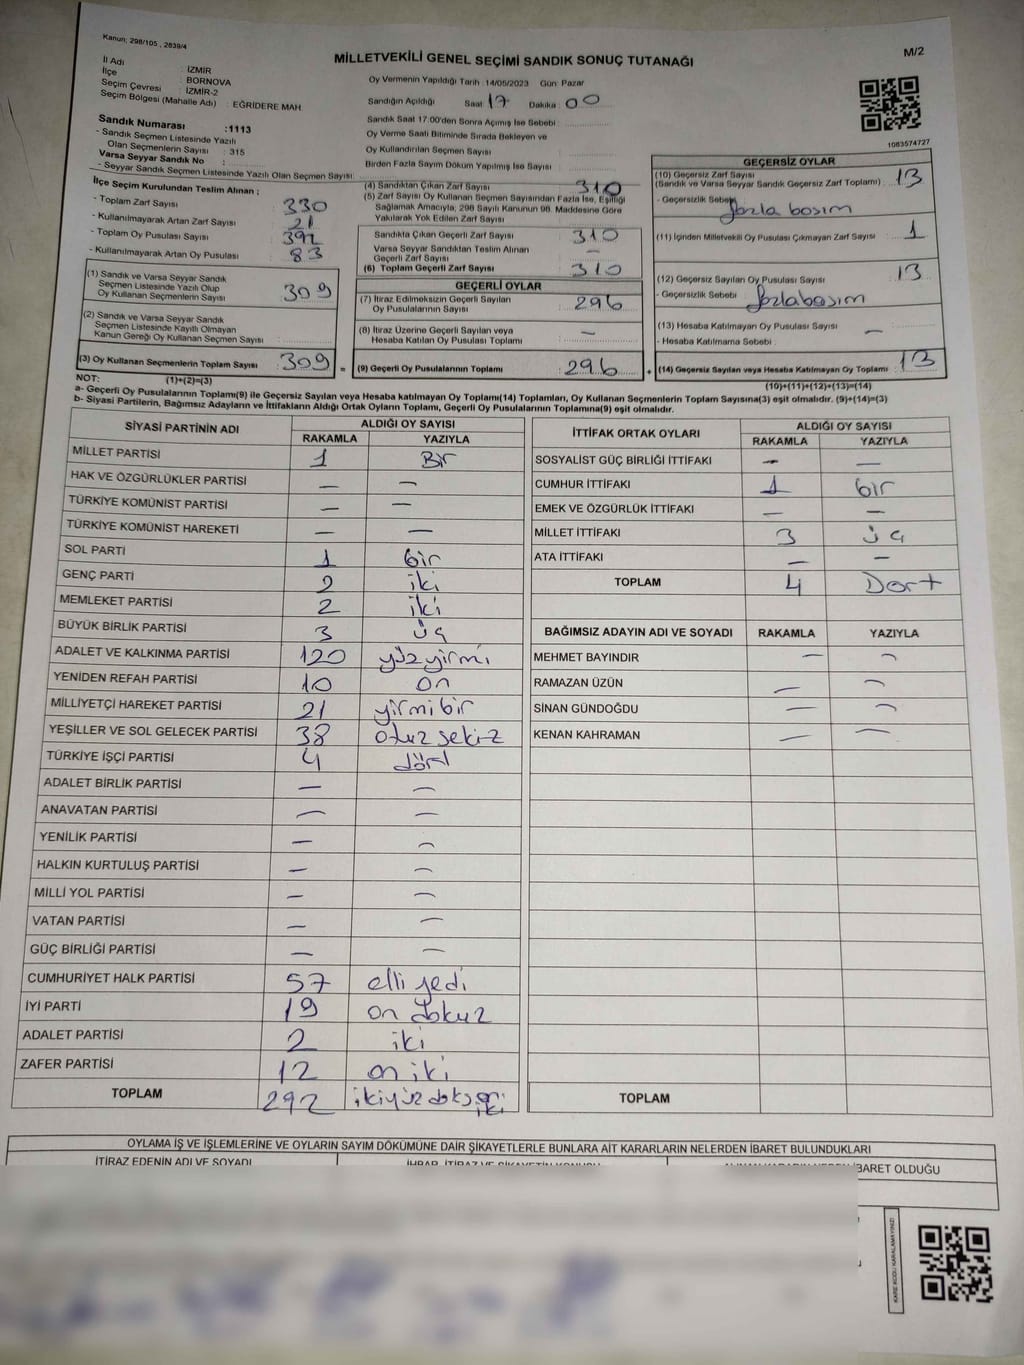 Kanun: 298/105 , 2839/4
MİLLETVEKİLİ GENEL SEÇİMİ SANDIK SONUÇ TUTANAĞI
M/2
İl Adı : İZMİR
İlçe : BORNOVA
Seçim Çevresi : İZMİR-2
Seçim Bölgesi (Mahalle Adı) : EĞRİDERE MAH.
Oy Vermenin Yapıldığı Tarih 14/05/2023 Gün: Pazar
Sandığın Açıldığı Saat 17 Dakika : 00
Sandık Saat 17:00'den Sonra Açımış İse Sebebi :
Oy Verme Saati Bitiminde Sırada Bekleyen ve
Oy Kullandırılan Seçmen Sayısı :
Birden Fazla Sayım Döküm Yapılmış İse Sayısı :
1083574727
Sandık Numarası :1113
- Sandık Seçmen Listesinde Yazılı
Olan Seçmenlerin Sayısı : 315
Varsa Seyyar Sandık No :
- Seyyar Sandık Seçmen Listesinde Yazılı Olan Seçmen Sayısı:
İlçe Seçim Kurulundan Teslim Alınan ;
- Toplam Zarf Sayısı : 330
- Kullanılmayarak Artan Zarf Sayısı : 21
- Toplam Oy Pusulası Sayısı : 392
- Kullanılmayarak Artan Oy Pusulası : 83
(1) Sandık ve Varsa Seyyar Sandık
Seçmen Listesinde Yazılı Olup
Oy Kullanan Seçmenlerin Sayısı : 309
(2) Sandık ve Varsa Seyyar Sandık
Seçmen Listesinde Kayıtlı Olmayan
Kanun Gereği Oy Kullanan Seçmen Sayısı :
(3) Oy Kullanan Seçmenlerin Toplam Sayısı : 309 =
(1)+(2)=(3)
(4) Sandıktan Çıkan Zarf Sayısı : 310
(5) Zarf Sayısı Oy Kullanan Seçmen Sayısından Fazla İse, Eşitliği
Sağlamak Amacıyla, 298 Sayılı Kanunun 98. Maddesine Göre
Yakılarak Yok Edilen Zarf Sayısı :
Sandıkta Çıkan Geçerli Zarf Sayısı : 310
Varsa Seyyar Sandıktan Teslim Alınan
Geçerli Zarf Sayısı : —
(6) Toplam Geçerli Zarf Sayısı : 310
GEÇERLİ OYLAR
(7) İtiraz Edilmeksizin Geçerli Sayılan
Oy Pusulalarının Sayısı : 296
(8) İtiraz Üzerine Geçerli Sayılan veya
Hesaba Katılan Oy Pusulası Toplamı : —
(9) Geçerli Oy Pusulalarının Toplamı : 296 +
GEÇERSİZ OYLAR
(10) Geçersiz Zarf Sayısı
(Sandık ve Varsa Seyyar Sandık Geçersiz Zarf Toplamı) : 13
- Geçersizlik Sebebi : fazla basım
(11) İçinden Milletvekili Oy Pusulası Çıkmayan Zarf Sayısı : 1
(12) Geçersiz Sayılan Oy Pusulası Sayısı : 13
- Geçersizlik Sebebi : fazlabasım
(13) Hesaba Katılmayan Oy Pusulası Sayısı : —
- Hesaba Katılmama Sebebi :
(14) Geçersiz Sayılan veya Hesaba Katılmayan Oy Toplamı : 13
(10)+(11)+(12)+(13)=(14)
NOT:
a- Geçerli Oy Pusulalarının Toplamı(9) ile Geçersiz Sayılan veya Hesaba katılmayan Oy Toplamı(14) Toplamları, Oy Kullanan Seçmenlerin Toplam Sayısına(3) eşit olmalıdır. (9)+(14)=(3)
b- Siyasi Partilerin, Bağımsız Adayların ve İttifakların Aldığı Ortak Oyların Toplamı, Geçerli Oy Pusulalarının Toplamına(9) eşit olmalıdır.
SİYASİ PARTİNİN ADI ALDIĞI OY SAYISI
RAKAMLA YAZIYLA
MİLLET PARTİSİ 1 Bir
HAK VE ÖZGÜRLÜKLER PARTİSİ — —
TÜRKİYE KOMÜNİST PARTİSİ — —
TÜRKİYE KOMÜNİST HAREKETİ — —
SOL PARTİ 1 bir
GENÇ PARTİ 2 iki
MEMLEKET PARTİSİ 2 iki
BÜYÜK BİRLİK PARTİSİ 3 üç
ADALET VE KALKINMA PARTİSİ 120 yüzyirmi
YENİDEN REFAH PARTİSİ 10 on
MİLLİYETÇİ HAREKET PARTİSİ 21 yirmibir
YEŞİLLER VE SOL GELECEK PARTİSİ 38 otuz sekiz
TÜRKİYE İŞÇİ PARTİSİ 4 dört
ADALET BİRLİK PARTİSİ — —
ANAVATAN PARTİSİ — —
YENİLİK PARTİSİ — —
HALKIN KURTULUŞ PARTİSİ — —
MİLLİ YOL PARTİSİ — —
VATAN PARTİSİ — —
GÜÇ BİRLİĞİ PARTİSİ — —
CUMHURİYET HALK PARTİSİ 57 elli yedi
İYİ PARTİ 19 on dokuz
ADALET PARTİSİ 2 iki
ZAFER PARTİSİ 12 on iki
TOPLAM 292 ikiyüz doksan iki
İTTİFAK ORTAK OYLARI ALDIĞI OY SAYISI
RAKAMLA YAZIYLA
SOSYALİST GÜÇ BİRLİĞİ İTTİFAKI — —
CUMHUR İTTİFAKI 1 bir
EMEK VE ÖZGÜRLÜK İTTİFAKI — —
MİLLET İTTİFAKI 3 üç
ATA İTTİFAKI — —
TOPLAM 4 Dört
BAĞIMSIZ ADAYIN ADI VE SOYADI RAKAMLA YAZIYLA
MEHMET BAYINDIR — —
RAMAZAN ÜZÜN — —
SİNAN GÜNDOĞDU — —
KENAN KAHRAMAN — —
TOPLAM
OYLAMA İŞ VE İŞLEMLERİNE VE OYLARIN SAYIM DÖKÜMÜNE DAİR ŞİKAYETLERLE BUNLARA AİT KARARLARIN NELERDEN İBARET BULUNDUKLARI
İTİRAZ EDENİN ADI VE SOYADI
İBARET OLDUĞU
KARE KODU KARALAMAYINIZ!